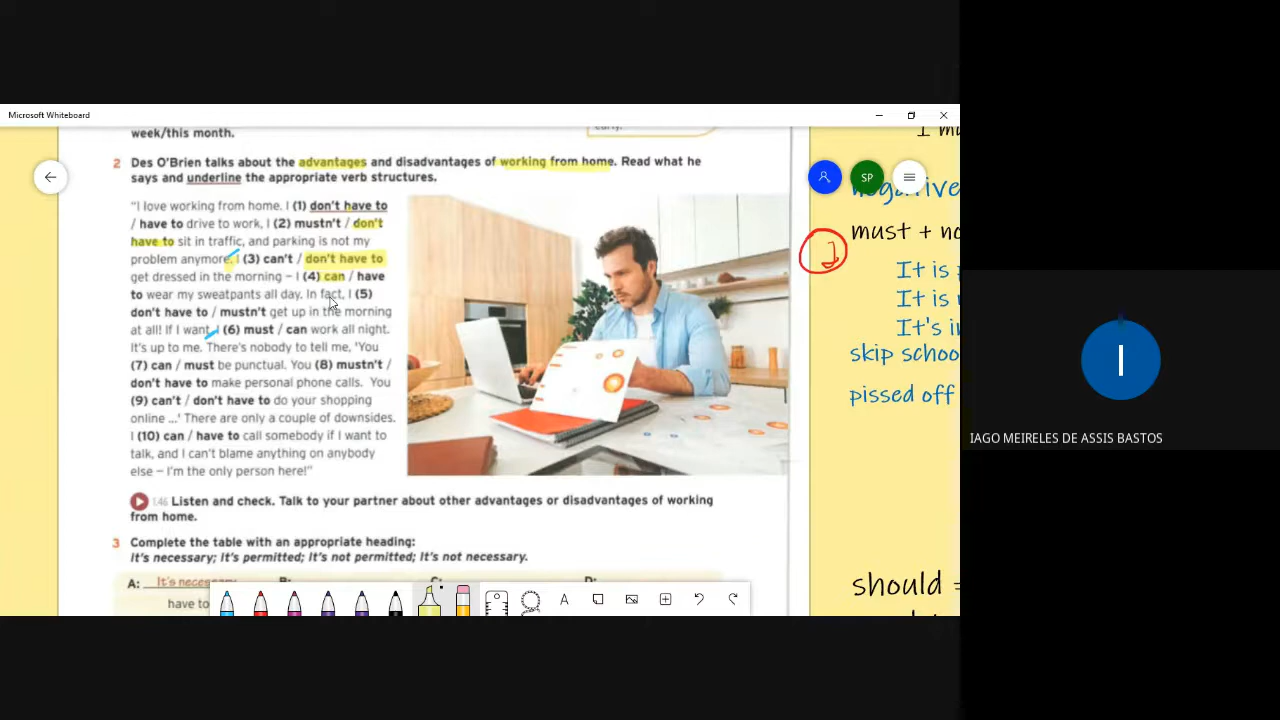 Microsoft Whiteboard
week/this month.
2 Des O'Brien talks about the advantages and disadvantages of working from home. Read what he
says and underline the appropriate verb structures.
"I love working from home. I (1) don't have to
/ have to drive to work, I (2) mustn't / don't
have to sit in traffic, and parking is not my
problem anymore. I (3) can't / don't have to
get dressed in the morning – I (4) can / have
to wear my sweatpants all day. In fact, I (5)
don't have to / mustn't get up in the morning
at all! If I want, I (6) must / can work all night.
It's up to me. There's nobody to tell me, 'You
(7) can / must be punctual. You (8) mustn't /
don't have to make personal phone calls. You
(9) can't / don't have to do your shopping
online ...' There are only a couple of downsides.
I (10) can / have to call somebody if I want to
talk, and I can't blame anything on anybody
else – I'm the only person here!"
1.46 Listen and check. Talk to your partner about other advantages or disadvantages of working
from home.
3 Complete the table with an appropriate heading:
It's necessary; It's permitted; It's not permitted; It's not necessary.
A: It's necessary B: C: D:
have to
SP
I mu
negative
must + no
It is
It is
It's i
skip schoo
pissed off
should =
I
IAGO MEIRELES DE ASSIS BASTOS